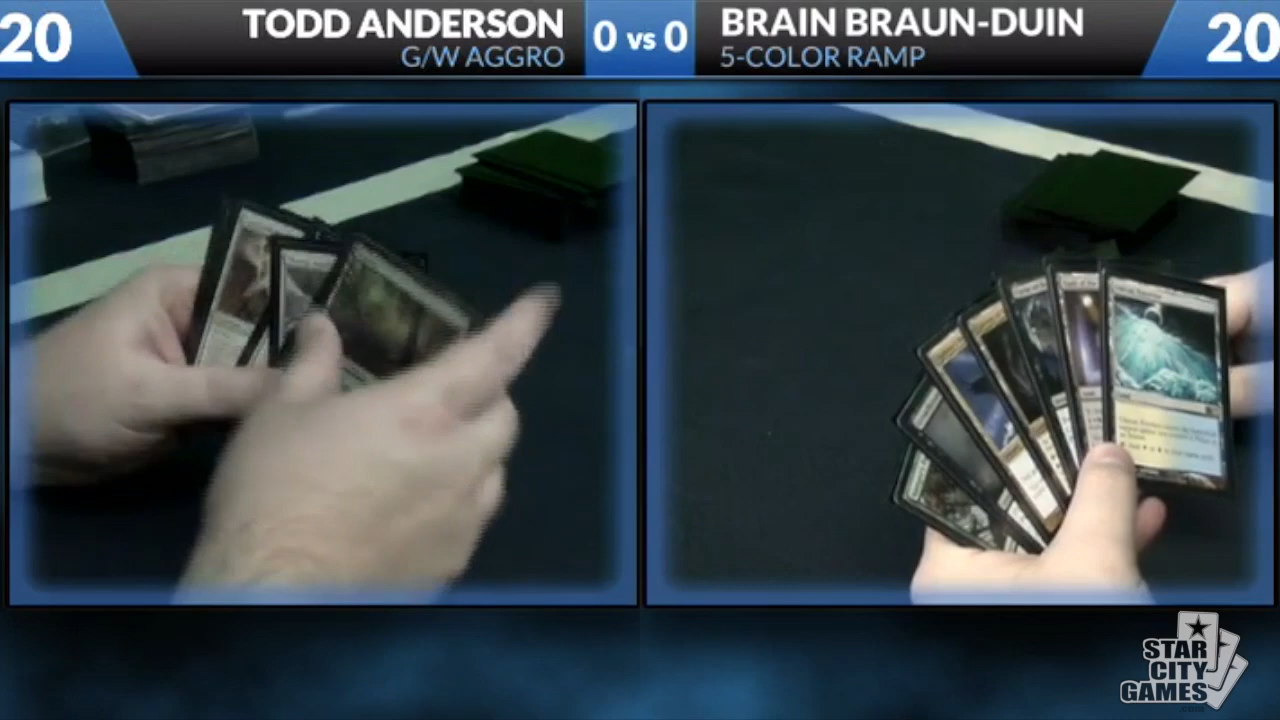 20
TODD ANDERSON
G/W AGGRO
0 vs 0
BRAIN BRAUN-DUIN
5-COLOR RAMP
20
STAR
CITY
GAMES